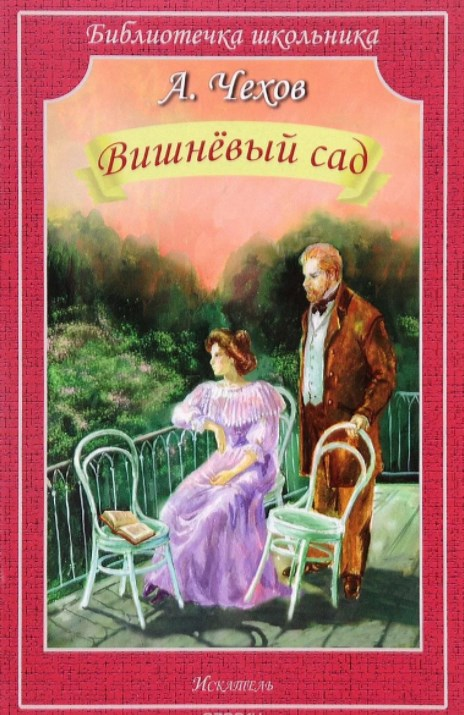 Библиотечка школьника
А. Чехов
Вишнёвый сад
Искатель